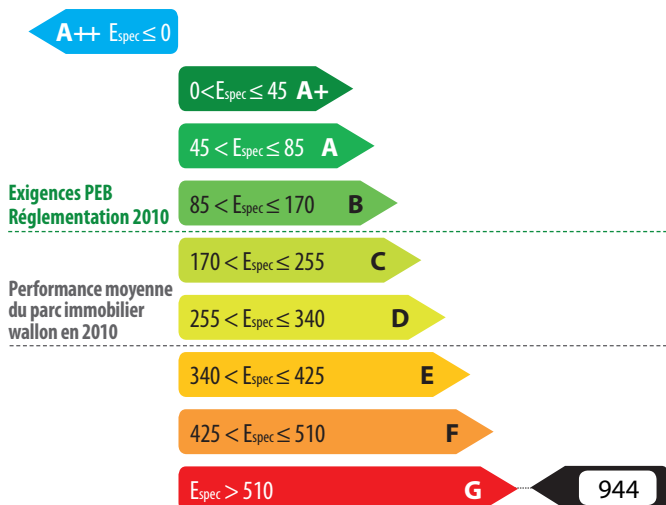 A++ Espec ≤ 0
0 < Espec ≤ 45 A+
45 < Espec ≤ 85 A
Exigences PEB
Réglementation 2010
85 < Espec ≤ 170 B
170 < Espec ≤ 255 C
Performance moyenne
du parc immobilier
wallon en 2010
255 < Espec ≤ 340 D
340 < Espec ≤ 425 E
425 < Espec ≤ 510 F
Espec > 510 G
944